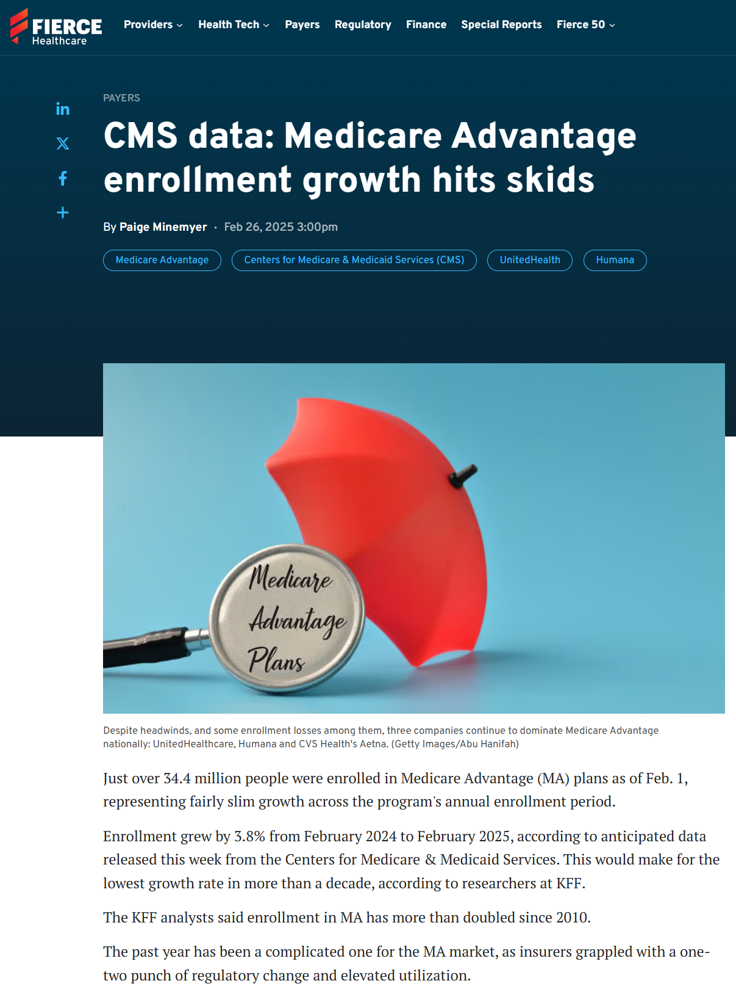 FIERCE
Healthcare
Providers
Health Tech
Payers
Regulatory
Finance
Special Reports
Fierce 50
PAYERS
CMS data: Medicare Advantage
enrollment growth hits skids
By Paige Minemyer · Feb 26, 2025 3:00pm
Medicare Advantage
Centers for Medicare & Medicaid Services (CMS)
UnitedHealth
Humana
Medicare
Advantage
Plans
Despite headwinds, and some enrollment losses among them, three companies continue to dominate Medicare Advantage
nationally: UnitedHealthcare, Humana and CVS Health's Aetna. (Getty Images/Abu Hanifah)
Just over 34.4 million people were enrolled in Medicare Advantage (MA) plans as of Feb. 1,
representing fairly slim growth across the program's annual enrollment period.
Enrollment grew by 3.8% from February 2024 to February 2025, according to anticipated data
released this week from the Centers for Medicare & Medicaid Services. This would make for the
lowest growth rate in more than a decade, according to researchers at KFF.
The KFF analysts said enrollment in MA has more than doubled since 2010.
The past year has been a complicated one for the MA market, as insurers grappled with a one-
two punch of regulatory change and elevated utilization.